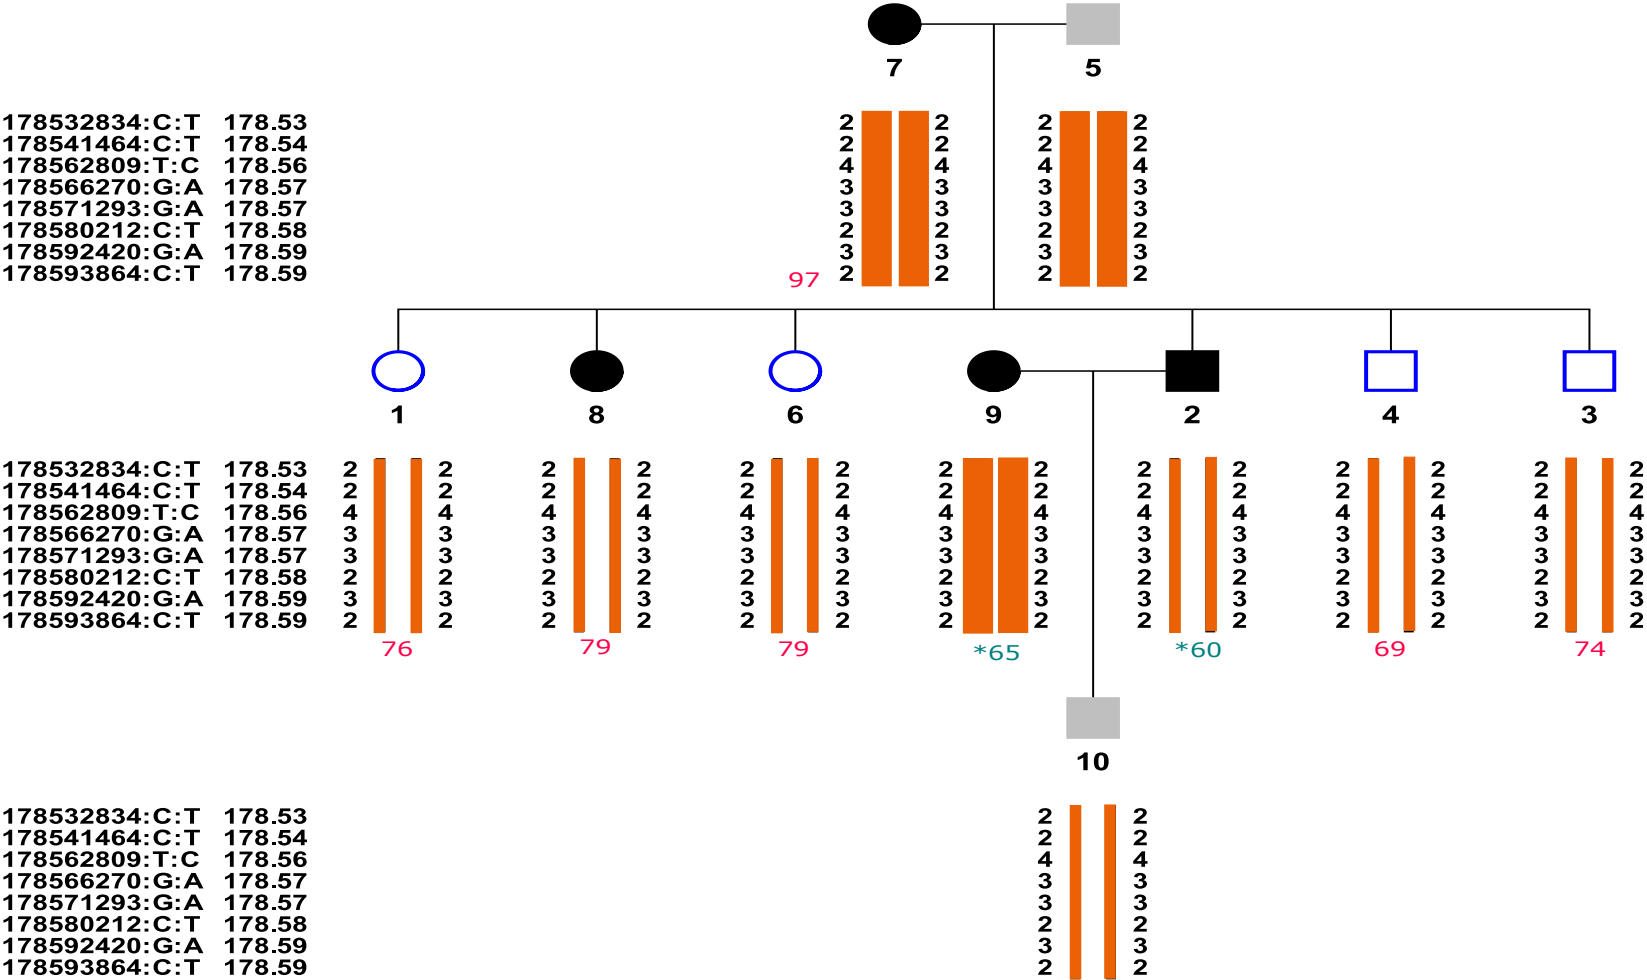 7 5
178532834:C:T 178.53 2 2 2 2
178541464:C:T 178.54 2 2 2 2
178562809:T:C 178.56 4 4 4 4
178566270:G:A 178.57 3 3 3 3
178571293:G:A 178.57 3 3 3 3
178580212:C:T 178.58 2 2 2 2
178592420:G:A 178.59 3 3 3 3
178593864:C:T 178.59 2 2 2 2
97
1 8 6 9 2 4 3
178532834:C:T 178.53 2 2 2 2 2 2 2 2 2 2 2 2 2 2
178541464:C:T 178.54 2 2 2 2 2 2 2 2 2 2 2 2 2 2
178562809:T:C 178.56 4 4 4 4 4 4 4 4 4 4 4 4 4 4
178566270:G:A 178.57 3 3 3 3 3 3 3 3 3 3 3 3 3 3
178571293:G:A 178.57 3 3 3 3 3 3 3 3 3 3 3 3 3 3
178580212:C:T 178.58 2 2 2 2 2 2 2 2 2 2 2 2 2 2
178592420:G:A 178.59 3 3 3 3 3 3 3 3 3 3 3 3 3 3
178593864:C:T 178.59 2 2 2 2 2 2 2 2 2 2 2 2 2 2
76 79 79 *65 *60 69 74
10
178532834:C:T 178.53 2 2
178541464:C:T 178.54 2 2
178562809:T:C 178.56 4 4
178566270:G:A 178.57 3 3
178571293:G:A 178.57 3 3
178580212:C:T 178.58 2 2
178592420:G:A 178.59 3 3
178593864:C:T 178.59 2 2